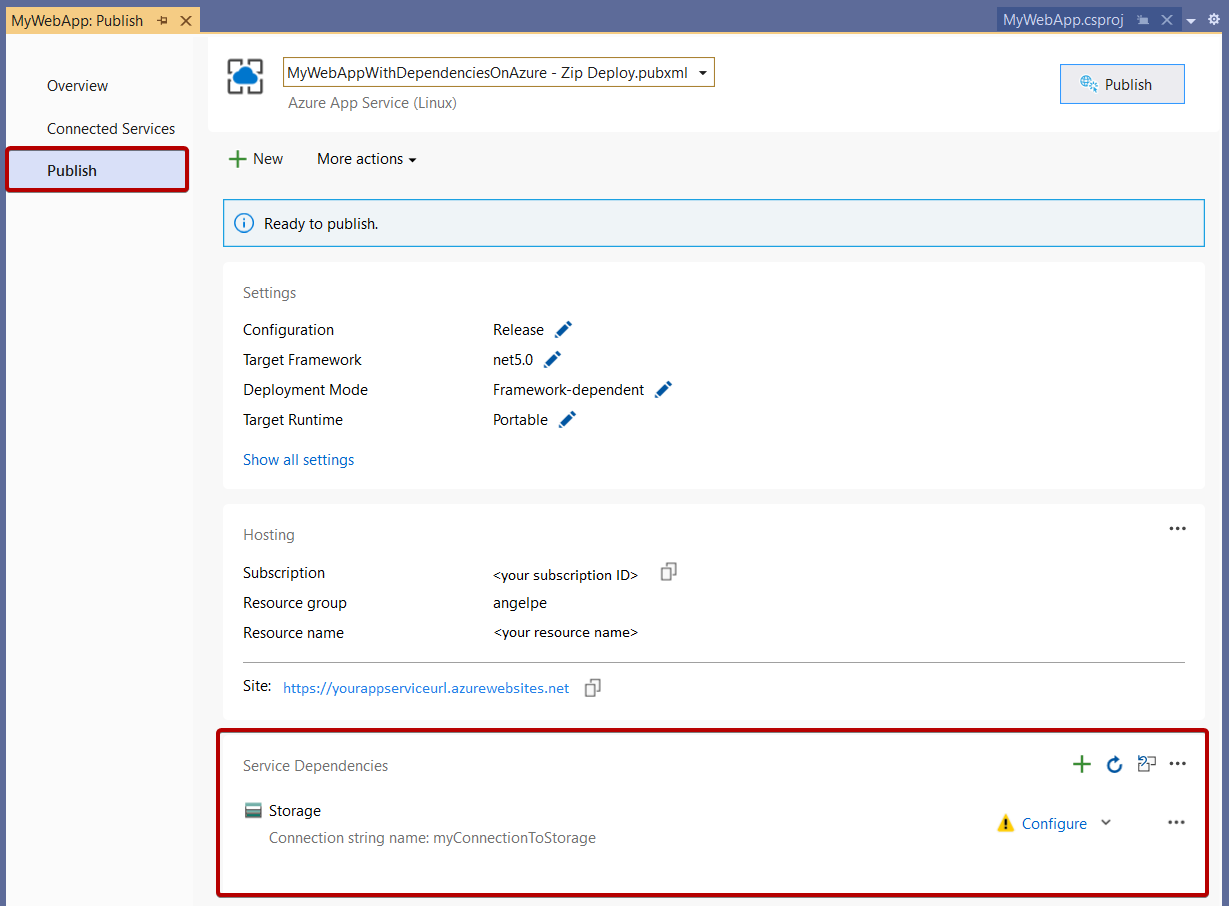 MyWebApp: Publish
MyWebApp.csproj
Overview
Connected Services
Publish
MyWebAppWithDependenciesOnAzure - Zip Deploy.pubxml
Azure App Service (Linux)
Publish
New
More actions
Ready to publish.
Settings
Configuration Release
Target Framework net5.0
Deployment Mode Framework-dependent
Target Runtime Portable
Show all settings
Hosting
Subscription <your subscription ID>
Resource group angelpe
Resource name <your resource name>
Site: https://yourappserviceurl.azurewebsites.net
Service Dependencies
Storage
Connection string name: myConnectionToStorage
Configure